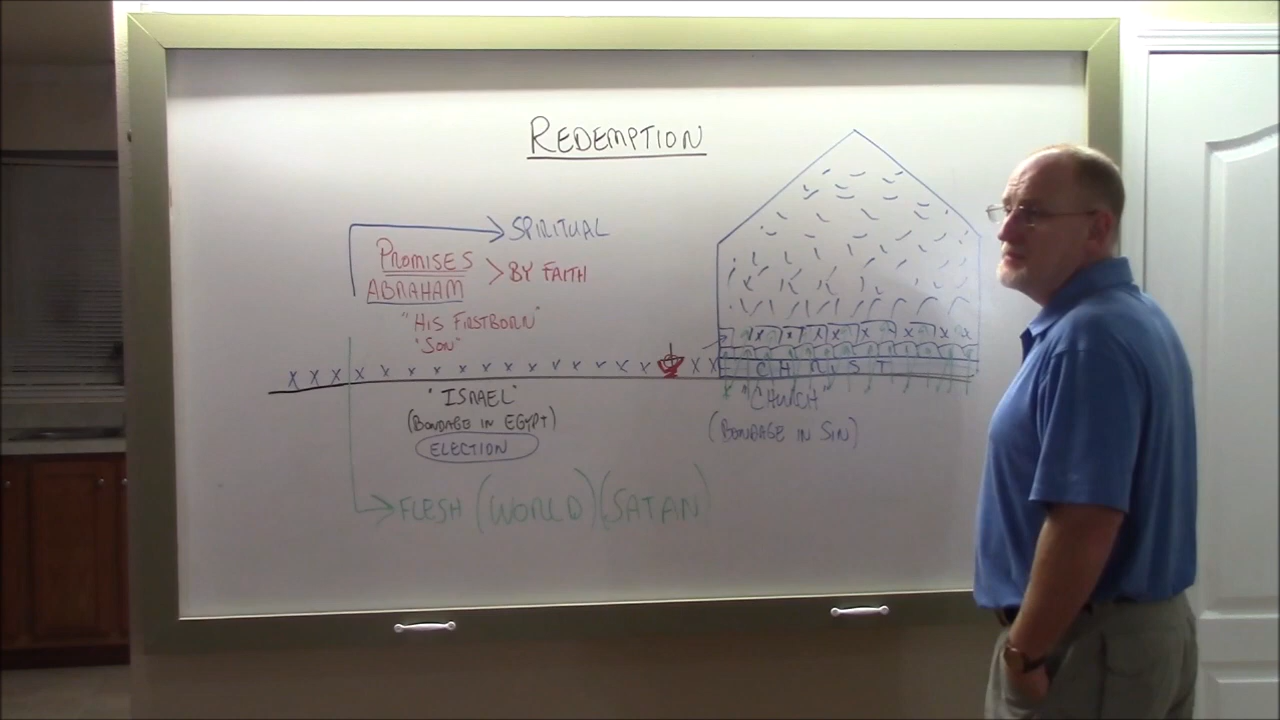 REDEMPTION
SPIRITUAL
PROMISES
ABRAHAM
> BY FAITH
"HIS FIRSTBORN"
"SON"
X X X X X X X X X X X X X X X X X X
CHRIST
"ISRAEL"
"CHURCH"
(BONDAGE IN EGYPT)
(BONDAGE IN SIN)
ELECTION
FLESH (WORLD) (SATAN)